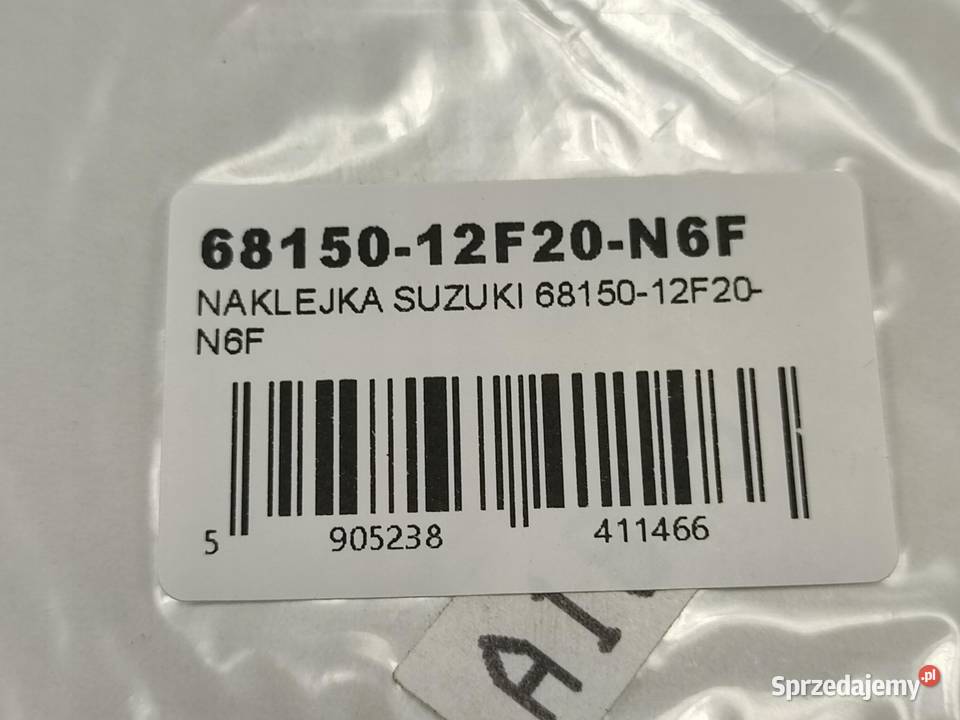 68150-12F20-N6F
NAKLEJKA SUZUKI 68150-12F20-
N6F
5 905238 411466
Sprzedajemy.pl